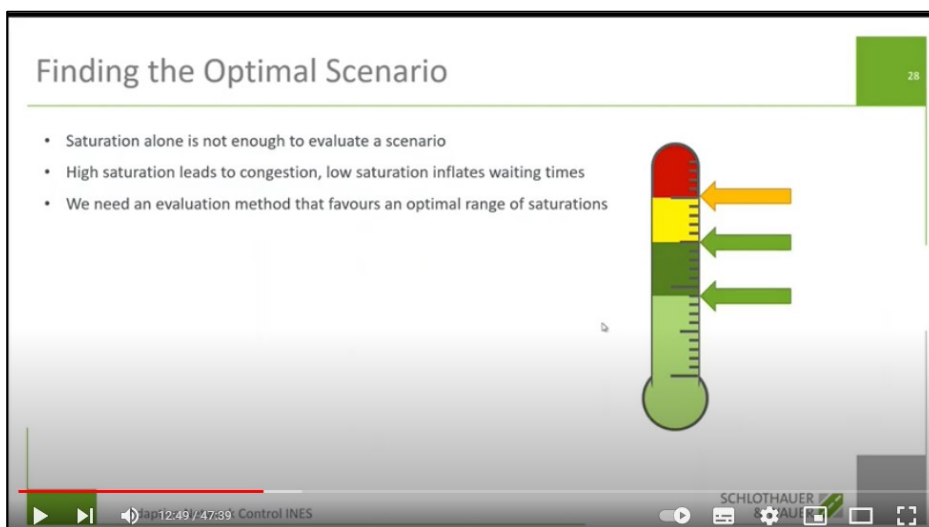 Finding the Optimal Scenario
28
• Saturation alone is not enough to evaluate a scenario
• High saturation leads to congestion, low saturation inflates waiting times
• We need an evaluation method that favours an optimal range of saturations
SCHLOTHAUER
12:49 / 47:39
Control INES